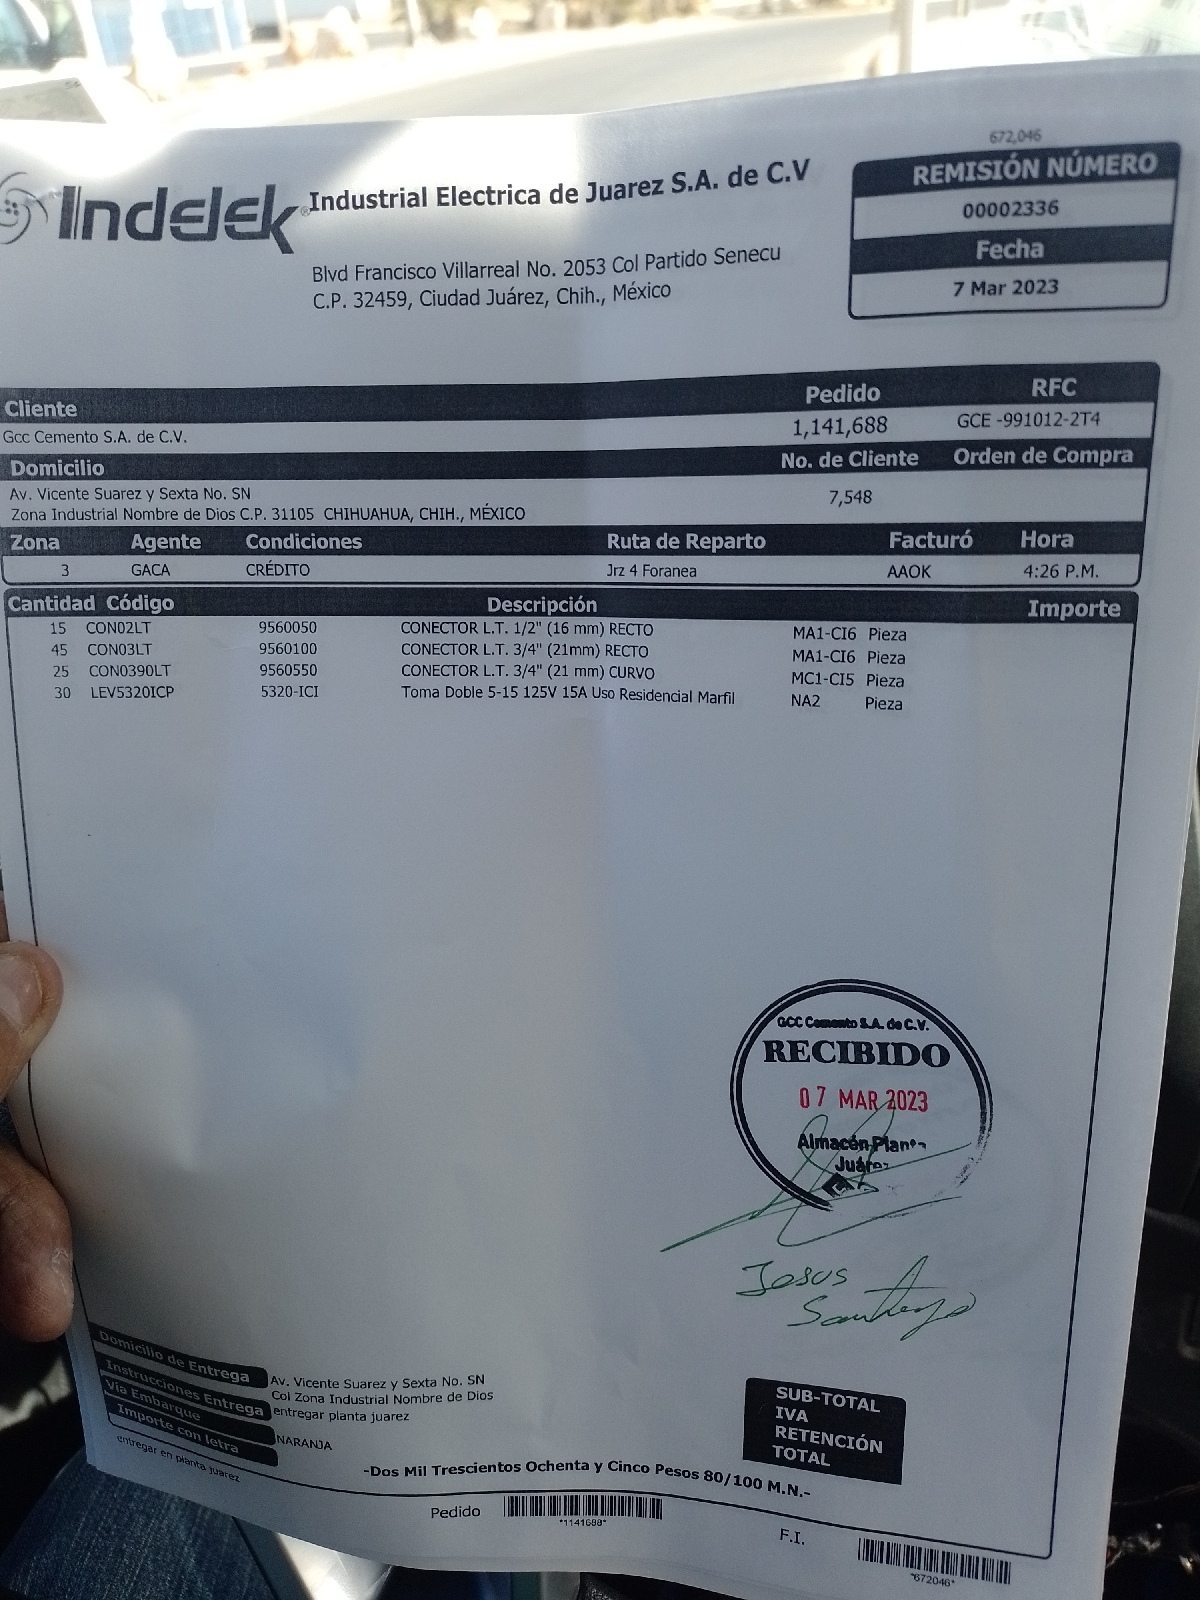 672,046
REMISIÓN NÚMERO
00002336
Fecha
7 Mar 2023
Indelek® Industrial Electrica de Juarez S.A. de C.V
Blvd Francisco Villarreal No. 2053 Col Partido Senecu
C.P. 32459, Ciudad Juárez, Chih., México
Cliente Pedido RFC
Gcc Cemento S.A. de C.V. 1,141,688 GCE -991012-2T4
Domicilio No. de Cliente Orden de Compra
Av. Vicente Suarez y Sexta No. SN 7,548
Zona Industrial Nombre de Dios C.P. 31105 CHIHUAHUA, CHIH., MÉXICO
Zona Agente Condiciones Ruta de Reparto Facturó Hora
3 GACA CRÉDITO Jrz 4 Foranea AAOK 4:26 P.M.
Cantidad Código Descripción Importe
15 CON02LT 9560050 CONECTOR L.T. 1/2" (16 mm) RECTO MA1-CI6 Pieza
45 CON03LT 9560100 CONECTOR L.T. 3/4" (21mm) RECTO MA1-CI6 Pieza
25 CON0390LT 9560550 CONECTOR L.T. 3/4" (21 mm) CURVO MC1-CI5 Pieza
30 LEV5320ICP 5320-ICI Toma Doble 5-15 125V 15A Uso Residencial Marfil NA2 Pieza
GCC Cemento S.A. de C.V.
RECIBIDO
07 MAR 2023
Almacén Planta
Juárez
Jesus
Santiago
Domicilio de Entrega Av. Vicente Suarez y Sexta No. SN
Col Zona Industrial Nombre de Dios
Instrucciones Entrega entregar planta juarez
Vía Embarque NARANJA
Importe con letra
entregar en planta juarez
-Dos Mil Trescientos Ochenta y Cinco Pesos 80/100 M.N.-
SUB-TOTAL
IVA
RETENCIÓN
TOTAL
Pedido
*1141688*
F.I.
*672046*